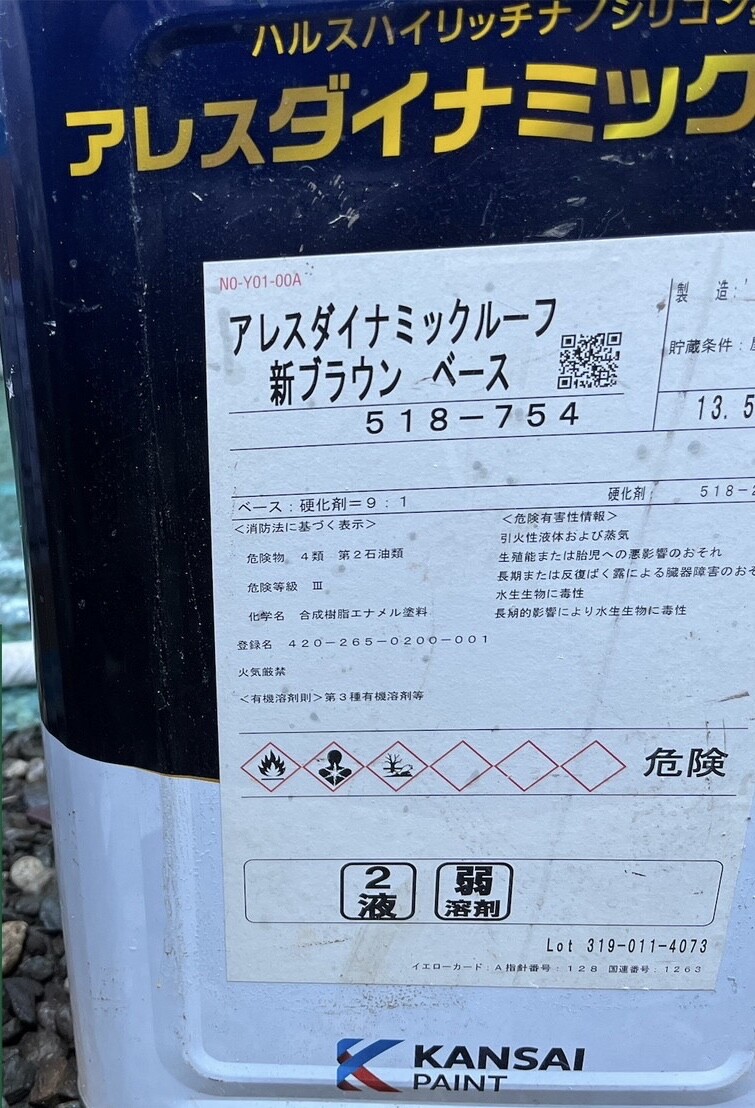 ハルスハイリッチナノシリコン
アレスダイナミック
N0-Y01-00A
アレスダイナミックルーフ
新ブラウン ベース
518-754
製 造:'
貯蔵条件:
13.5
ベース:硬化剤=9:1
硬化剤: 518-
<消防法に基づく表示>
危険物 4類 第2石油類
危険等級 Ⅲ
化学名 合成樹脂エナメル塗料
登録名 420-265-0200-001
火気厳禁
<有機溶剤則>第3種有機溶剤等
<危険有害性情報>
引火性液体および蒸気
生殖能または胎児への悪影響のおそれ
長期または反復ばく露による臓器障害のおそ
水生生物に毒性
長期的影響により水生生物に毒性
危険
2液
弱溶剤
Lot 319-011-4073
イエローカード:A指針番号:128 国連番号:1263
KANSAI
PAINT